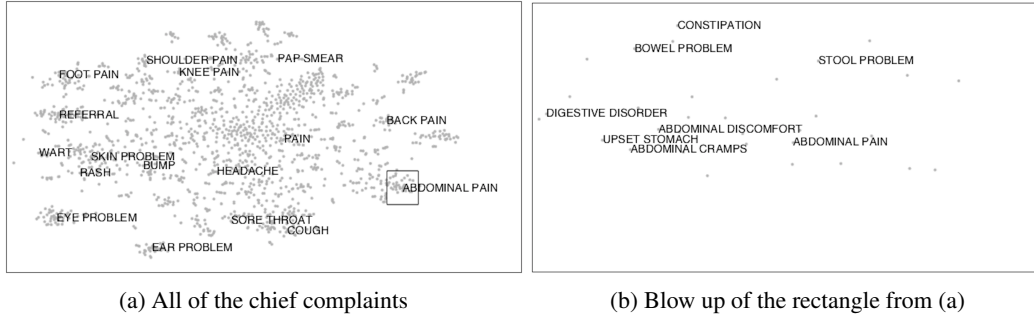 SHOULDER PAIN
PAP SMEAR
KNEE PAIN
FOOT PAIN
REFERRAL
BACK PAIN
PAIN
WART
SKIN PROBLEM
BUMP
RASH
HEADACHE
ABDOMINAL PAIN
EYE PROBLEM
SORE THROAT
COUGH
EAR PROBLEM
(a) All of the chief complaints
CONSTIPATION
BOWEL PROBLEM
STOOL PROBLEM
DIGESTIVE DISORDER
ABDOMINAL DISCOMFORT
UPSET STOMACH
ABDOMINAL PAIN
ABDOMINAL CRAMPS
(b) Blow up of the rectangle from (a)